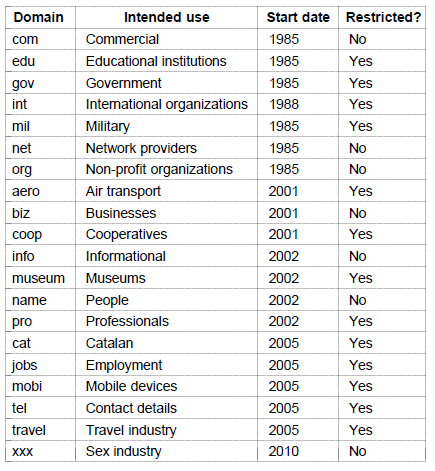 Domain Intended use Start date Restricted?
com Commercial 1985 No
edu Educational institutions 1985 Yes
gov Government 1985 Yes
int International organizations 1988 Yes
mil Military 1985 Yes
net Network providers 1985 No
org Non-profit organizations 1985 No
aero Air transport 2001 Yes
biz Businesses 2001 No
coop Cooperatives 2001 Yes
info Informational 2002 No
museum Museums 2002 Yes
name People 2002 No
pro Professionals 2002 Yes
cat Catalan 2005 Yes
jobs Employment 2005 Yes
mobi Mobile devices 2005 Yes
tel Contact details 2005 Yes
travel Travel industry 2005 Yes
xxx Sex industry 2010 No